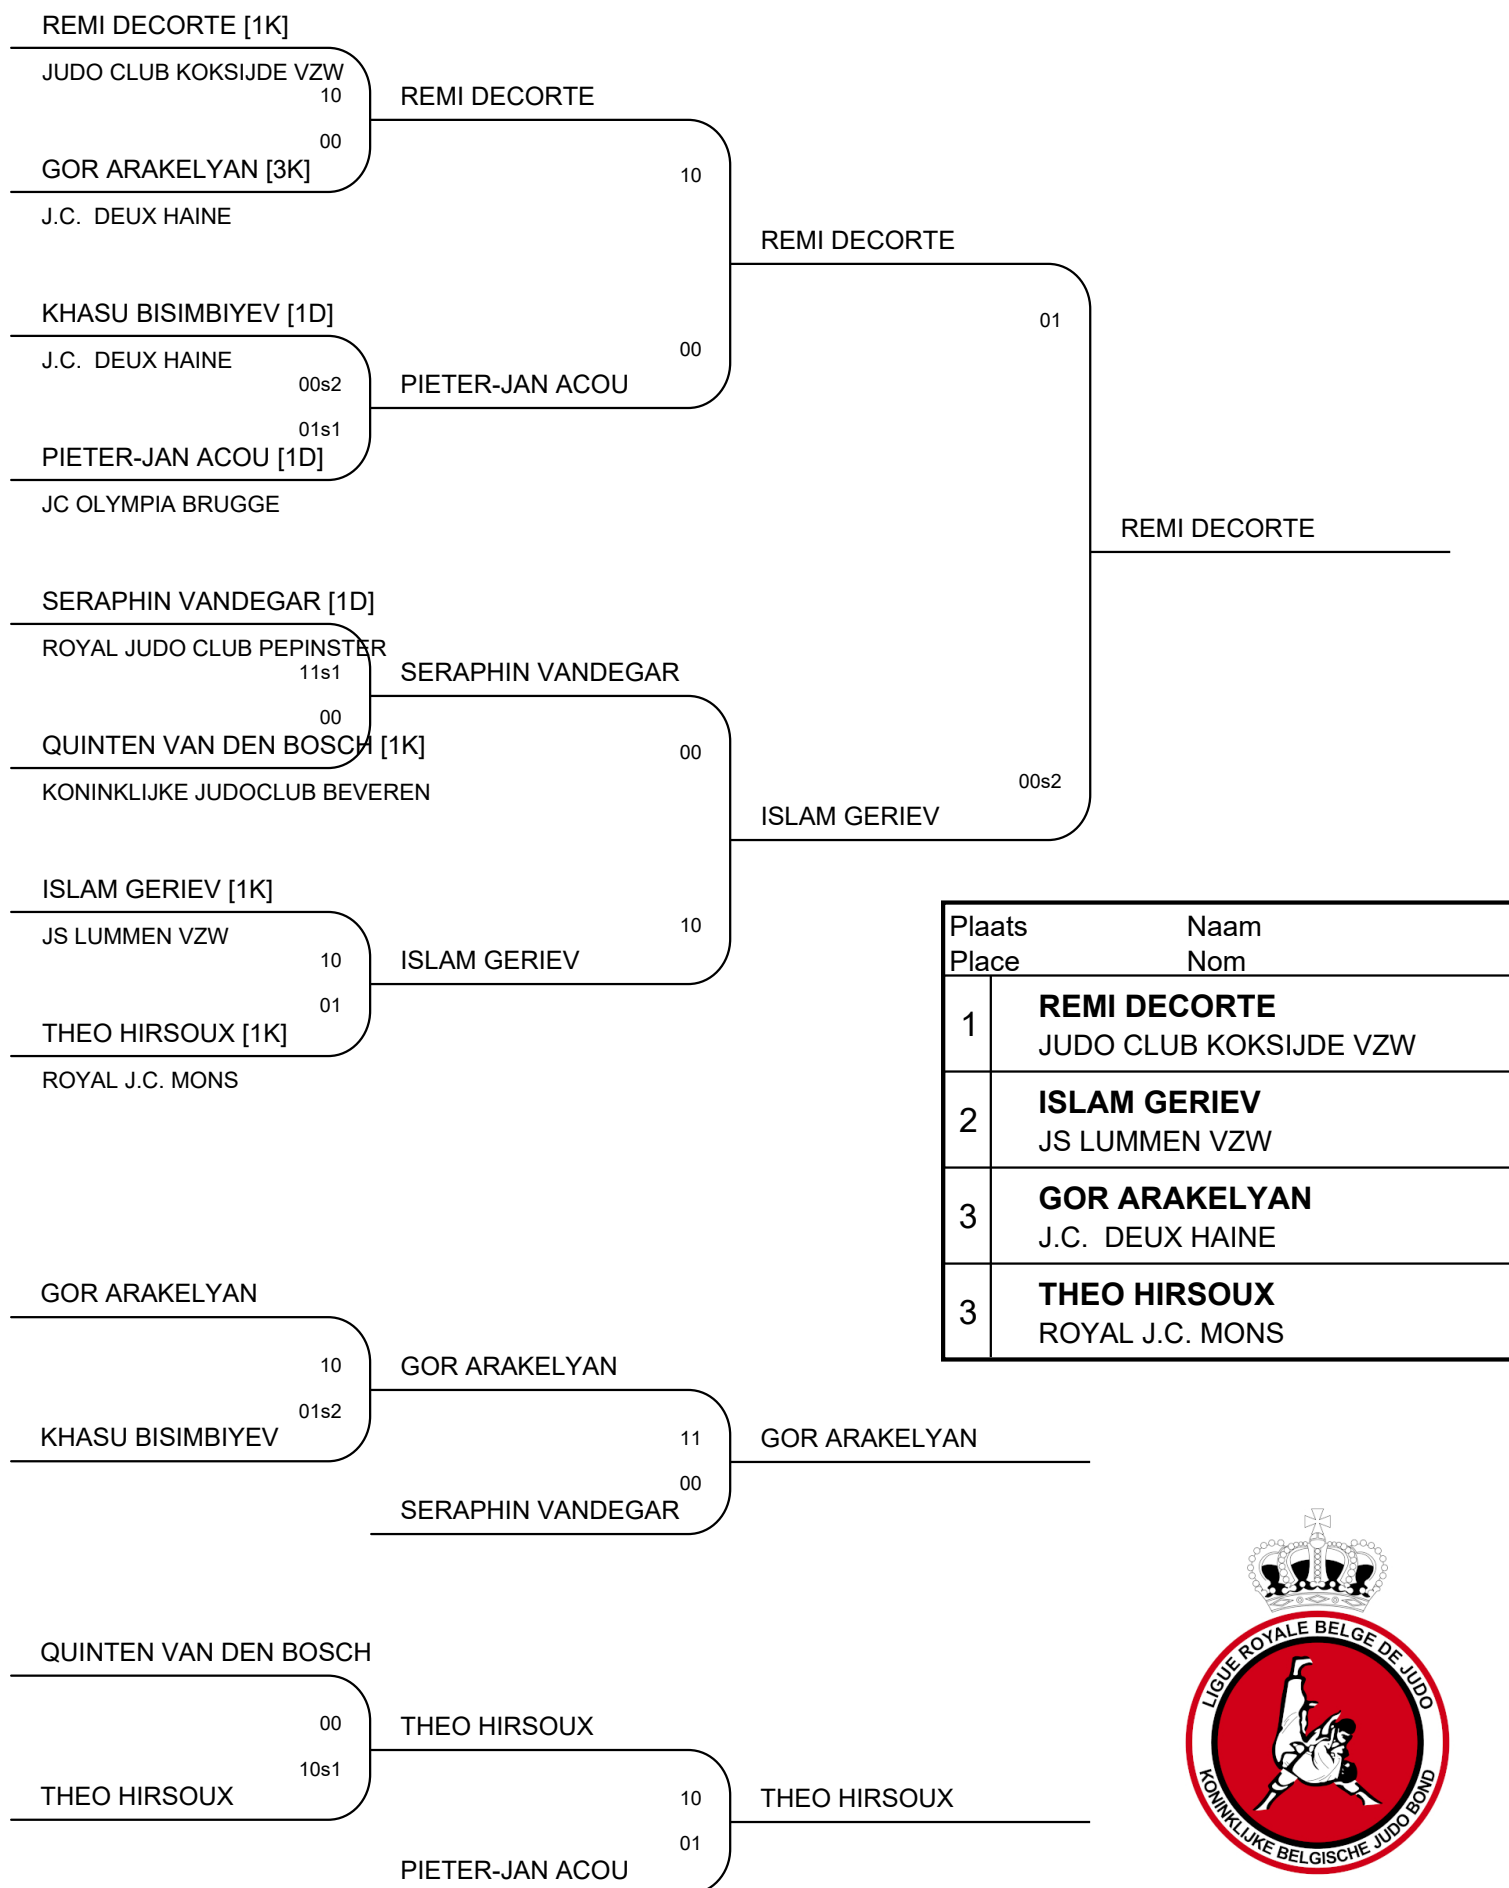 REMI DECORTE [1K]
JUDO CLUB KOKSIJDE VZW
10
00
GOR ARAKELYAN [3K]
J.C.  DEUX HAINE
REMI DECORTE
10
KHASU BISIMBIYEV [1D]
J.C.  DEUX HAINE
00s2
01s1
PIETER-JAN ACOU [1D]
JC OLYMPIA BRUGGE
00
PIETER-JAN ACOU
REMI DECORTE
01
SERAPHIN VANDEGAR [1D]
ROYAL JUDO CLUB PEPINSTER
11s1
00
QUINTEN VAN DEN BOSCH [1K]
KONINKLIJKE JUDOCLUB BEVEREN
SERAPHIN VANDEGAR
00
ISLAM GERIEV [1K]
JS LUMMEN VZW
10
01
THEO HIRSOUX [1K]
ROYAL J.C. MONS
10
ISLAM GERIEV
00s2
ISLAM GERIEV
REMI DECORTE
Plaats Naam
Place Nom
1 REMI DECORTE
JUDO CLUB KOKSIJDE VZW
2 ISLAM GERIEV
JS LUMMEN VZW
3 GOR ARAKELYAN
J.C.  DEUX HAINE
3 THEO HIRSOUX
ROYAL J.C. MONS
GOR ARAKELYAN
10
01s2
KHASU BISIMBIYEV
GOR ARAKELYAN
11
00
SERAPHIN VANDEGAR
GOR ARAKELYAN
QUINTEN VAN DEN BOSCH
00
10s1
THEO HIRSOUX
THEO HIRSOUX
10
01
PIETER-JAN ACOU
THEO HIRSOUX
LIGUE ROYALE BELGE DE JUDO
KONINKLIJKE BELGISCHE JUDO BOND